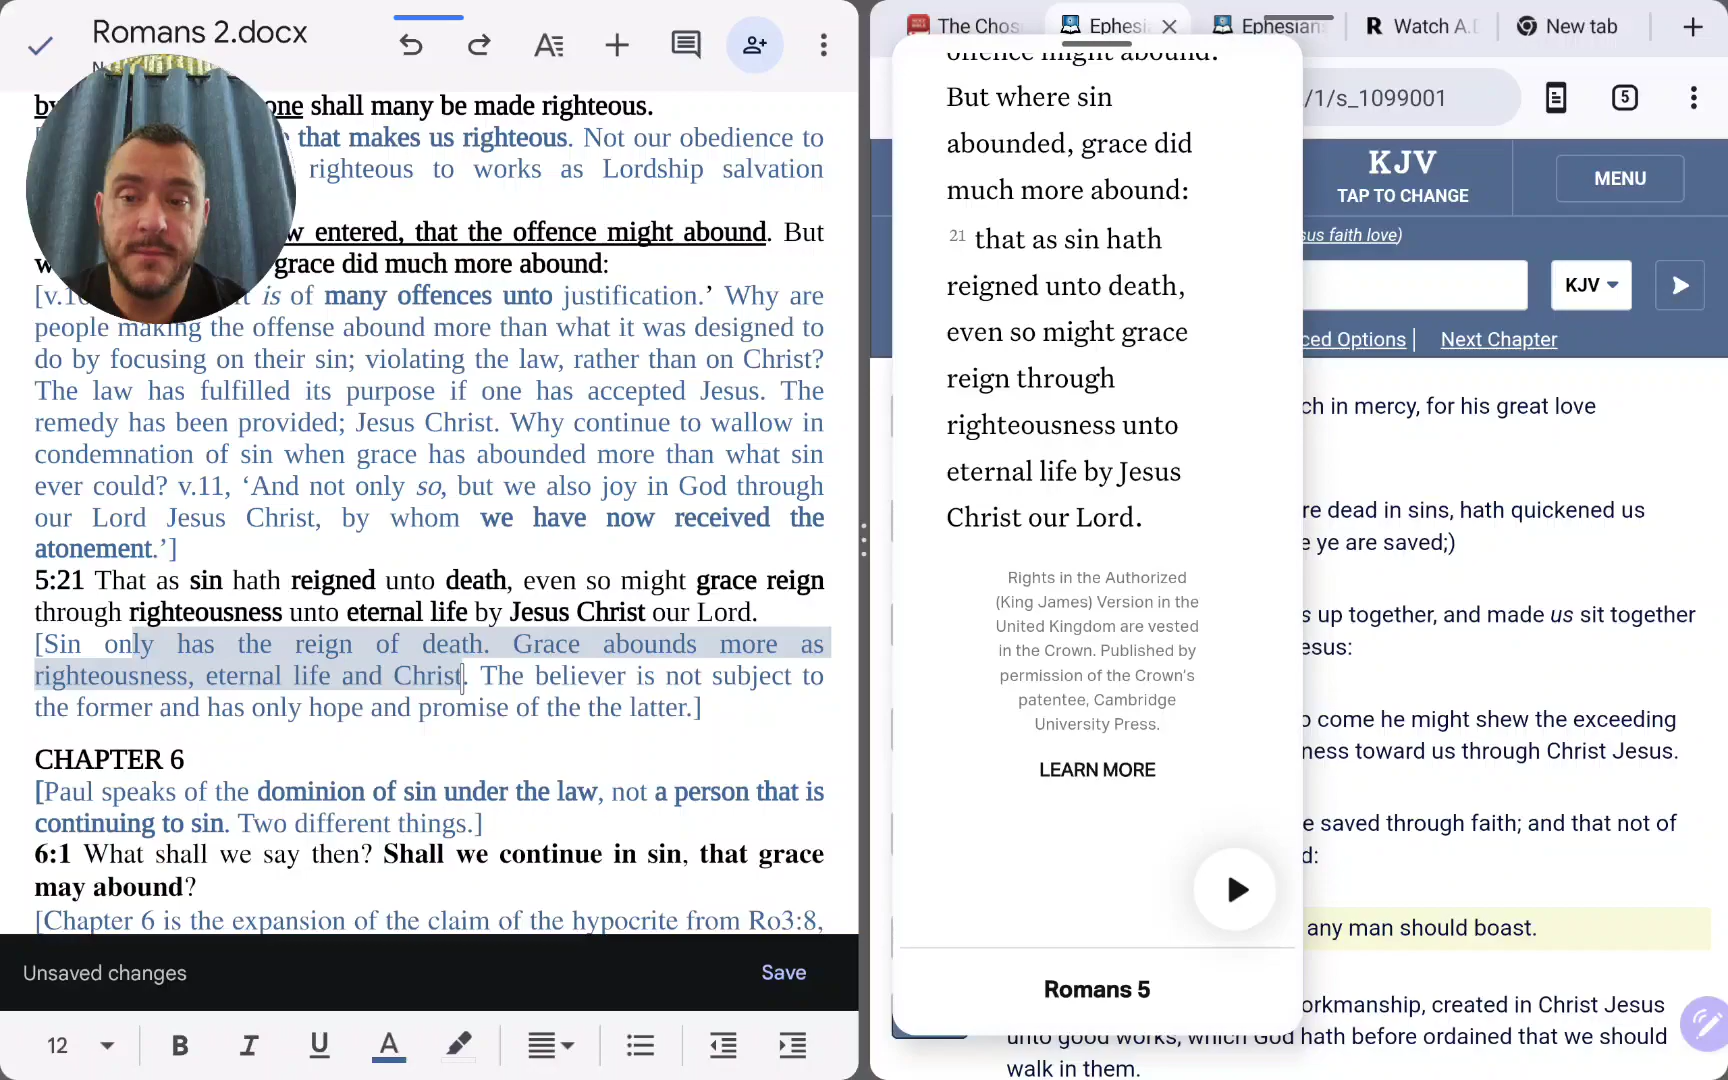 Romans 2.docx
by one shall many be made righteous.
that makes us righteous. Not our obedience to
righteous to works as Lordship salvation
w entered, that the offence might abound. But
grace did much more abound:
is of many offences unto justification.’ Why are
people making the offense abound more than what it was designed to
do by focusing on their sin; violating the law, rather than on Christ?
The law has fulfilled its purpose if one has accepted Jesus. The
remedy has been provided; Jesus Christ. Why continue to wallow in
condemnation of sin when grace has abounded more than what sin
ever could? v.11, ‘And not only so, but we also joy in God through
our Lord Jesus Christ, by whom we have now received the
atonement.’]
5:21 That as sin hath reigned unto death, even so might grace reign
through righteousness unto eternal life by Jesus Christ our Lord.
[Sin only has the reign of death. Grace abounds more as
righteousness, eternal life and Christ. The believer is not subject to
the former and has only hope and promise of the the latter.]
CHAPTER 6
[Paul speaks of the dominion of sin under the law, not a person that is
continuing to sin. Two different things.]
6:1 What shall we say then? Shall we continue in sin, that grace
may abound?
[Chapter 6 is the expansion of the claim of the hypocrite from Ro3:8,
Unsaved changes
Save
12
B I U A
The Chos
Ephesi
Ephesians
R Watch A.D
New tab
/1/s_1099001
5
offence might abound.
But where sin
abounded, grace did
much more abound:
21 that as sin hath
reigned unto death,
even so might grace
reign through
righteousness unto
eternal life by Jesus
Christ our Lord.
Rights in the Authorized
(King James) Version in the
United Kingdom are vested
in the Crown. Published by
permission of the Crown’s
patentee, Cambridge
University Press.
LEARN MORE
Romans 5
KJV
TAP TO CHANGE
MENU
sus faith love)
KJV
ced Options
Next Chapter
ch in mercy, for his great love
re dead in sins, hath quickened us
e ye are saved;)
s up together, and made us sit together
esus:
o come he might shew the exceeding
ness toward us through Christ Jesus.
e saved through faith; and that not of
d:
any man should boast.
orkmanship, created in Christ Jesus
unto good works, which God hath before ordained that we should
walk in them.